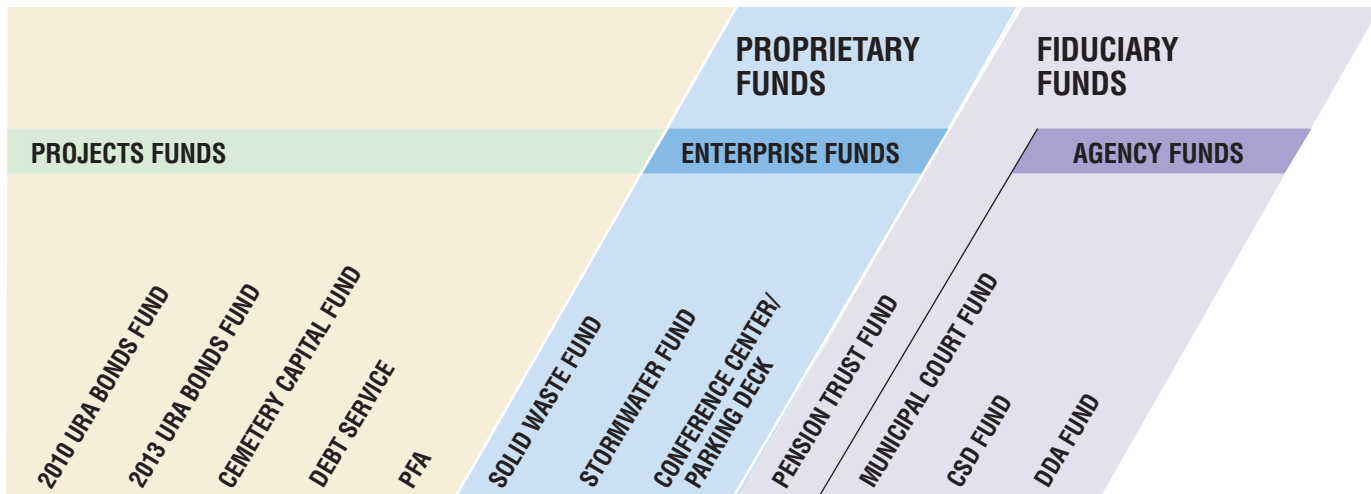 PROPRIETARY
FUNDS
FIDUCIARY
FUNDS
PROJECTS FUNDS
ENTERPRISE FUNDS
AGENCY FUNDS
2010 URA BONDS FUND
2013 URA BONDS FUND
CEMETERY CAPITAL FUND
DEBT SERVICE
PFA
SOLID WASTE FUND
STORMWATER FUND
CONFERENCE CENTER/
PARKING DECK
PENSION TRUST FUND
MUNICIPAL COURT FUND
CSD FUND
DDA FUND